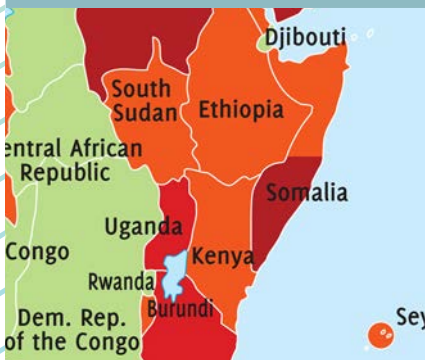 Djibouti
South
Sudan
Ethiopia
entral African
Republic
Somalia
Uganda
Congo
Kenya
Rwanda
Burundi
Dem. Rep.
of the Congo
Sey